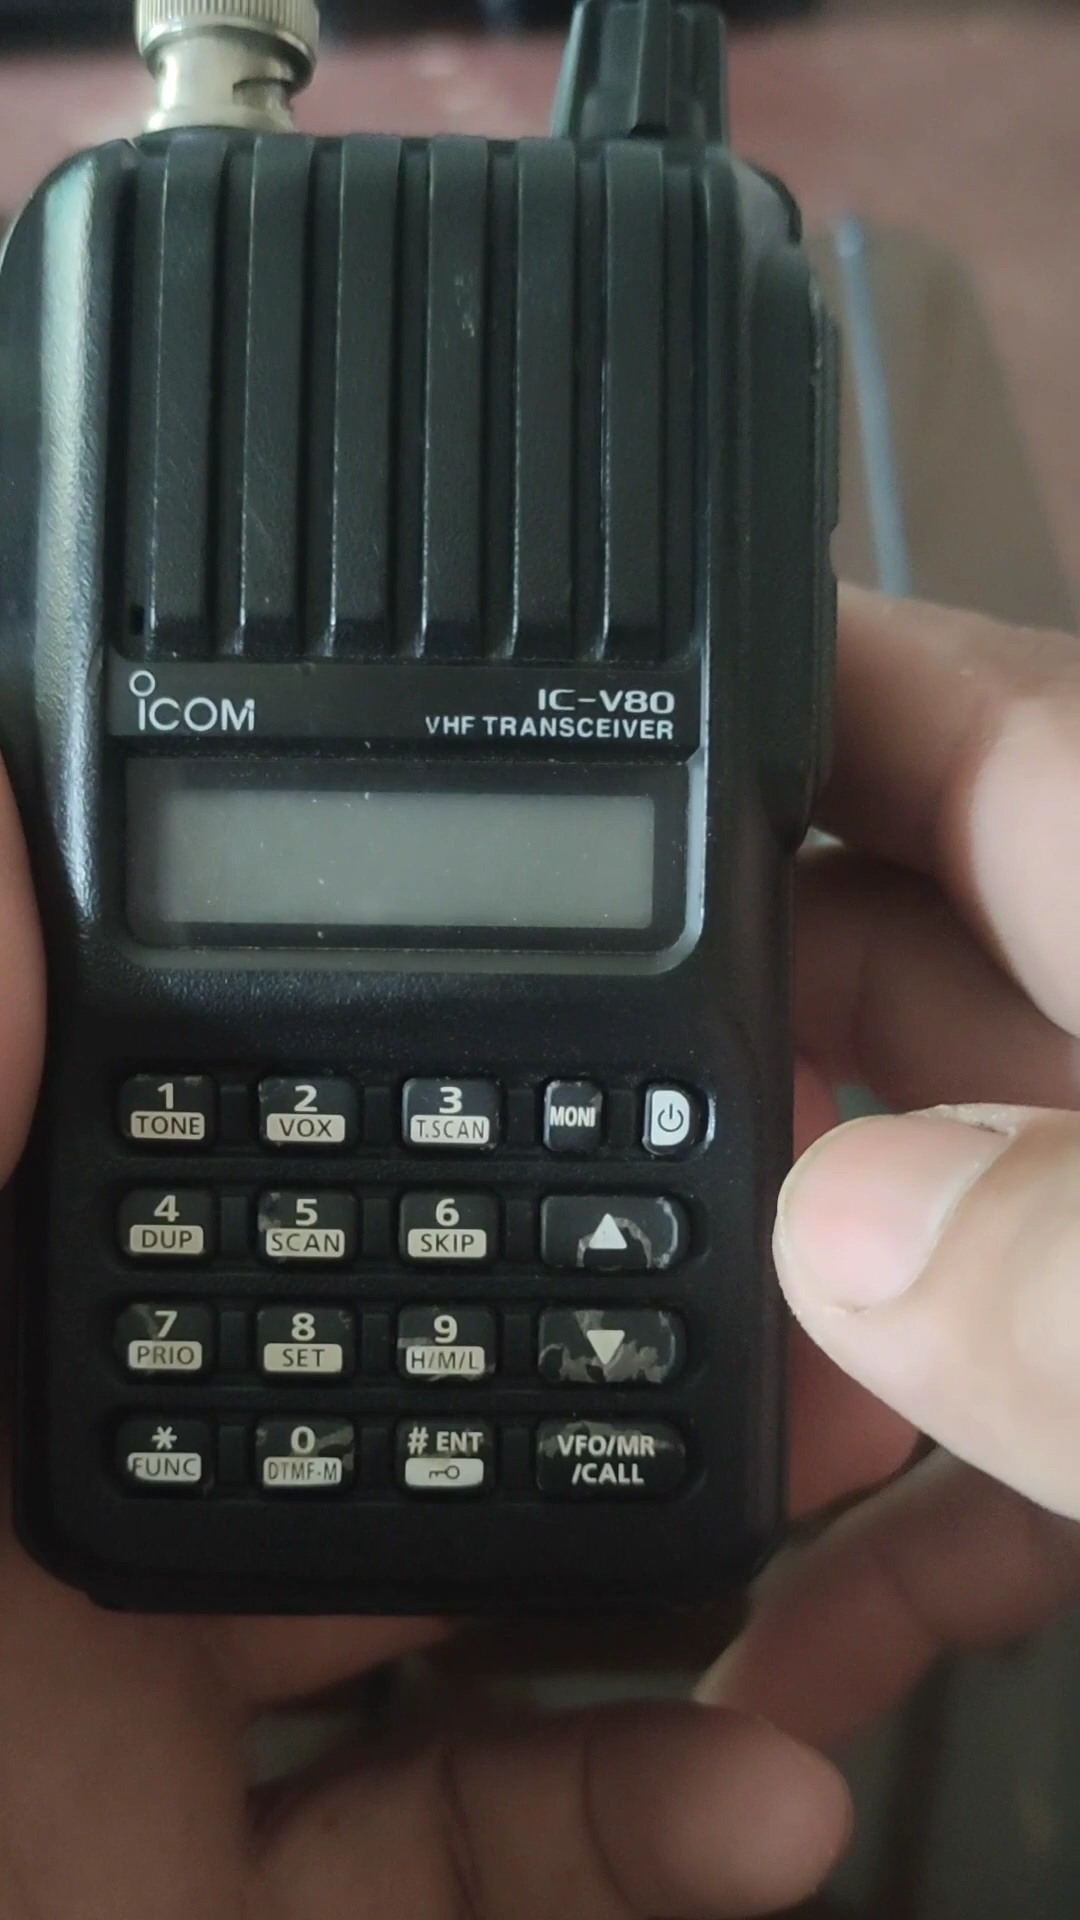 ICOM
IC-V80
VHF TRANSCEIVER
1 2 3 MONI
TONE VOX T.SCAN
4 5 6
DUP SCAN SKIP
7 8 9
PRIO SET H/M/L
* 0 # ENT VFO/MR
FUNC DTMF-M /CALL